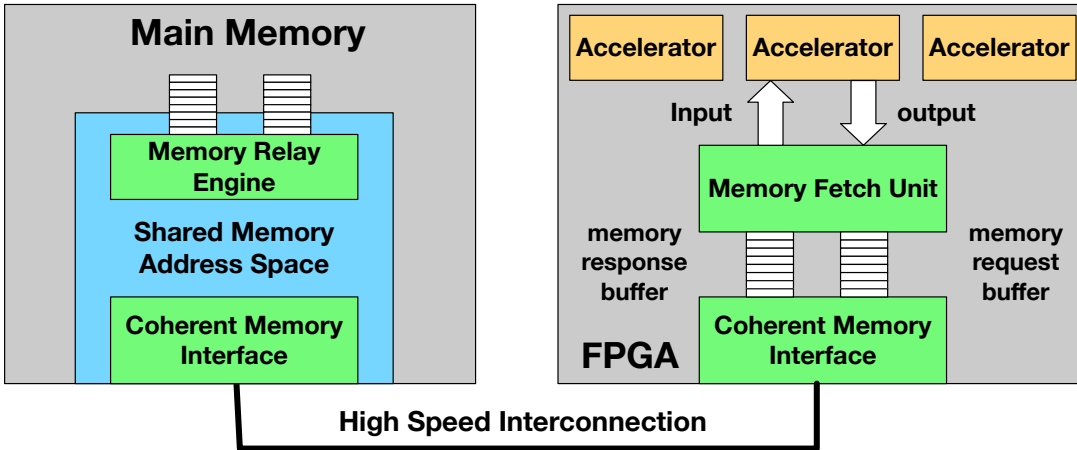 Main Memory
Memory Relay
Engine
Shared Memory
Address Space
Coherent Memory
Interface
Accelerator
Accelerator
Accelerator
Input
output
Memory Fetch Unit
memory
response
buffer
memory
request
buffer
Coherent Memory
Interface
FPGA
High Speed Interconnection